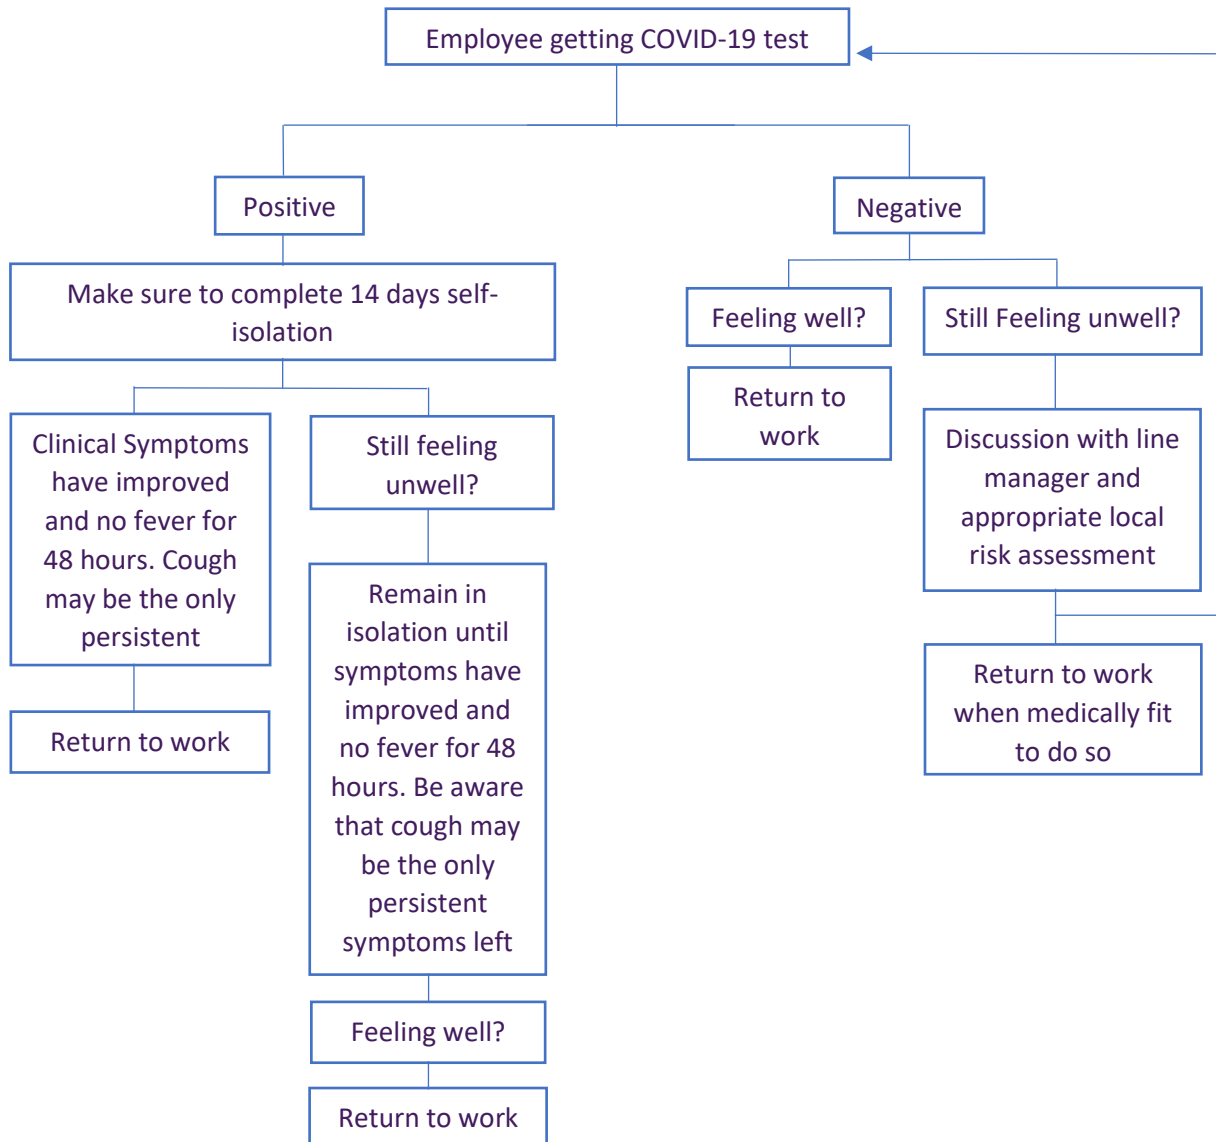 Employee getting COVID-19 test
Positive
Negative
Make sure to complete 14 days self-
isolation
Feeling well?
Still Feeling unwell?
Return to
work
Clinical Symptoms
have improved
and no fever for
48 hours. Cough
may be the only
persistent
Still feeling
unwell?
Discussion with line
manager and
appropriate local
risk assessment
Remain in
isolation until
symptoms have
improved and
no fever for 48
hours. Be aware
that cough may
be the only
persistent
symptoms left
Return to work
when medically fit
to do so
Return to work
Feeling well?
Return to work